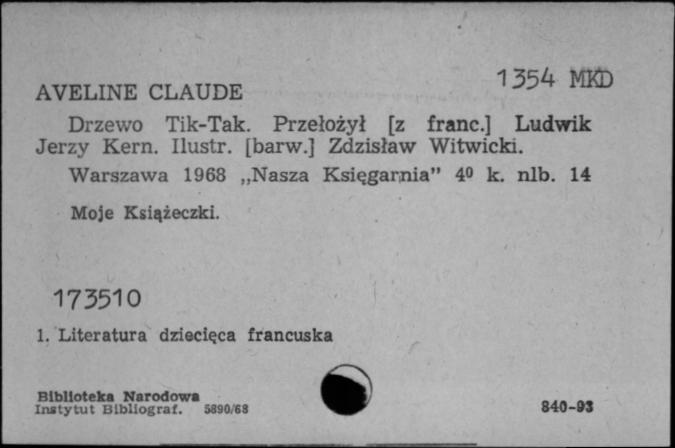 1354 MKD
AVELINE CLAUDE
Drzewo Tik-Tak. Przełożył [z franc.] Ludwik
Jerzy Kern. Ilustr. [barw.] Zdzisław Witwicki.
Warszawa 1968 „Nasza Księgarnia” 4⁰ k. nlb. 14
Moje Książeczki.
173510
1. Literatura dziecięca francuska
Biblioteka Narodowa
Instytut Bibliograf. 5890/68
840-93